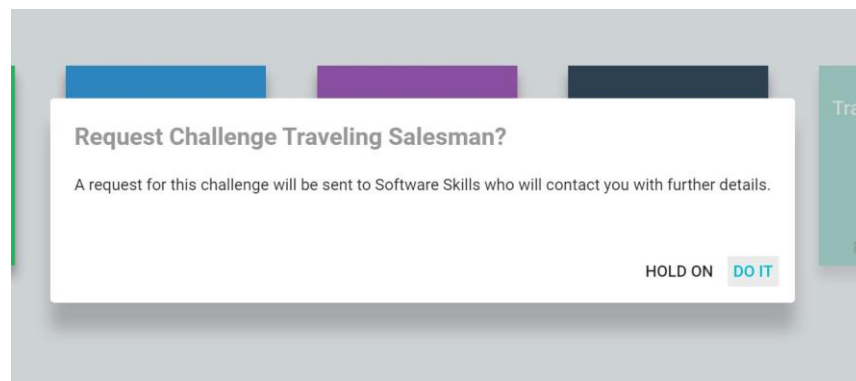 Tra
Request Challenge Traveling Salesman?
A request for this challenge will be sent to Software Skills who will contact you with further details.
HOLD ON DO IT